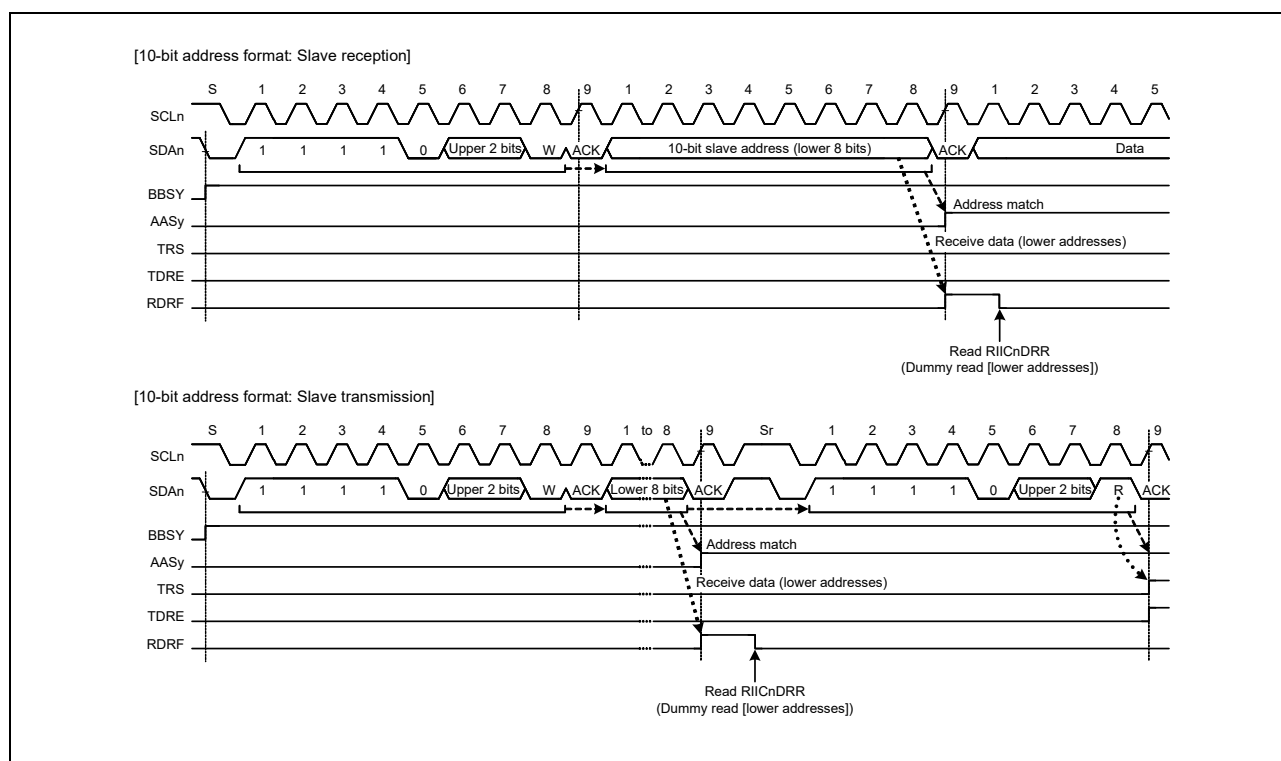 [10-bit address format: Slave reception]
S 1 2 3 4 5 6 7 8 9 1 2 3 4 5 6 7 8 9 1 2 3 4 5
SCLn
SDAn 1 1 1 1 0 Upper 2 bits W ACK 10-bit slave address (lower 8 bits) ACK Data
BBSY
Address match
AASy
Receive data (lower addresses)
TRS
TDRE
RDRF
Read RIICnDRR
(Dummy read [lower addresses])
[10-bit address format: Slave transmission]
S 1 2 3 4 5 6 7 8 9 1 to 8 9 Sr 1 2 3 4 5 6 7 8 9
SCLn
SDAn 1 1 1 1 0 Upper 2 bits W ACK Lower 8 bits ACK 1 1 1 1 0 Upper 2 bits R ACK
BBSY
Address match
AASy
Receive data (lower addresses)
TRS
TDRE
RDRF
Read RIICnDRR
(Dummy read [lower addresses])